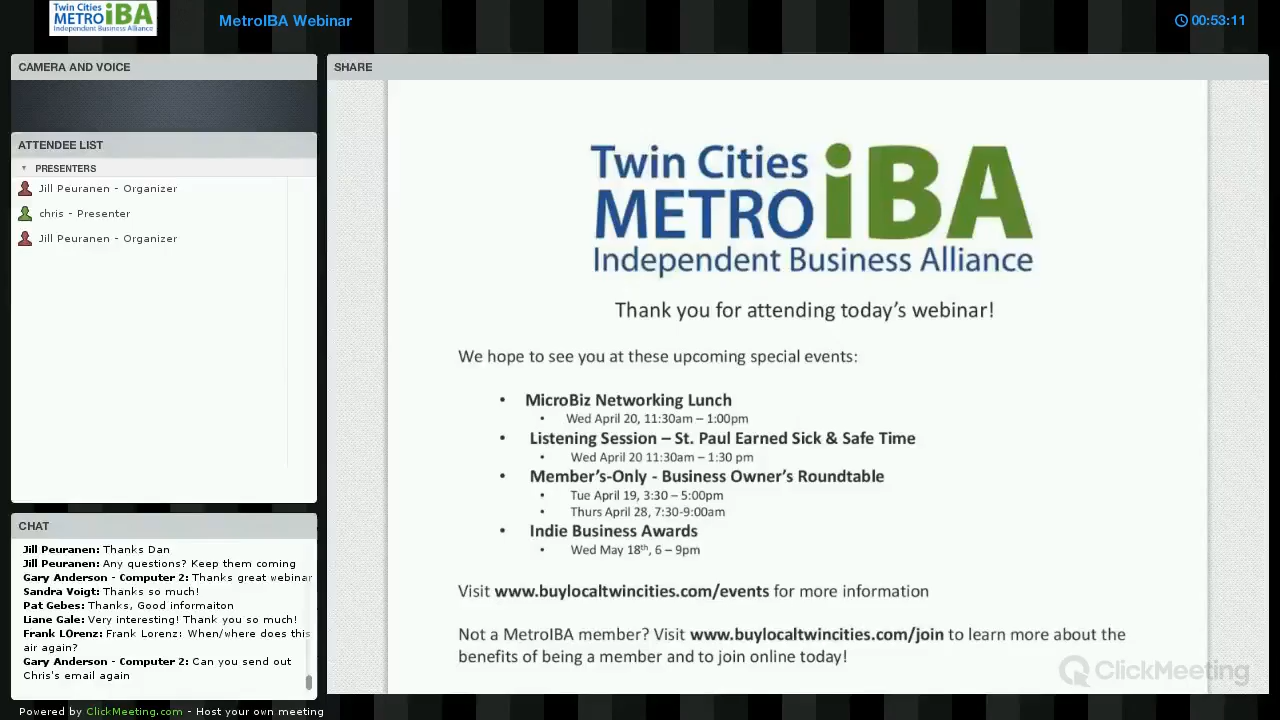 Twin Cities
METROIBA
Independent Business Alliance
MetroIBA Webinar
00:53:11
CAMERA AND VOICE
ATTENDEE LIST
PRESENTERS
Jill Peuranen - Organizer
chris - Presenter
Jill Peuranen - Organizer
CHAT
Jill Peuranen: Thanks Dan
Jill Peuranen: Any questions? Keep them coming
Gary Anderson - Computer 2: Thanks great webinar
Sandra Voigt: Thanks so much!
Pat Gebes: Thanks, Good informaiton
Liane Gale: Very interesting! Thank you so much!
Frank LOrenz: Frank Lorenz: When/where does this
air again?
Gary Anderson - Computer 2: Can you send out
Chris's email again
Powered by ClickMeeting.com - Host your own meeting
SHARE
Twin Cities
METRO iBA
Independent Business Alliance
Thank you for attending today's webinar!
We hope to see you at these upcoming special events:
• MicroBiz Networking Lunch
• Wed April 20, 11:30am – 1:00pm
• Listening Session – St. Paul Earned Sick & Safe Time
• Wed April 20 11:30am – 1:30 pm
• Member's-Only - Business Owner's Roundtable
• Tue April 19, 3:30 – 5:00pm
• Thurs April 28, 7:30-9:00am
• Indie Business Awards
• Wed May 18th, 6 – 9pm
Visit www.buylocaltwincities.com/events for more information
Not a MetroIBA member? Visit www.buylocaltwincities.com/join to learn more about the
benefits of being a member and to join online today!
ClickMeeting